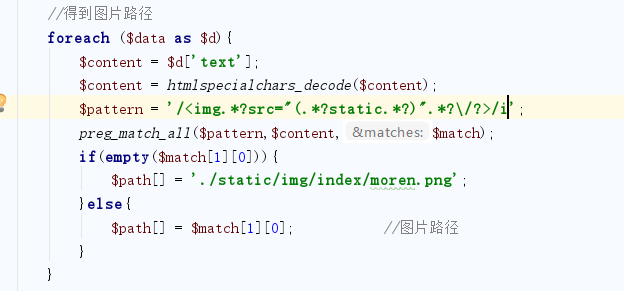 //得到图片路径
foreach ($data as $d){
$content = $d['text'];
$content = htmlspecialchars_decode($content);
$pattern = '/<img.*?src="(.*?static.*?)".*?\/?>/i';
preg_match_all($pattern,$content, &matches: $match);
if(empty($match[1][0])){
$path[] = './static/img/index/moren.png';
}else{
$path[] = $match[1][0]; //图片路径
}
}